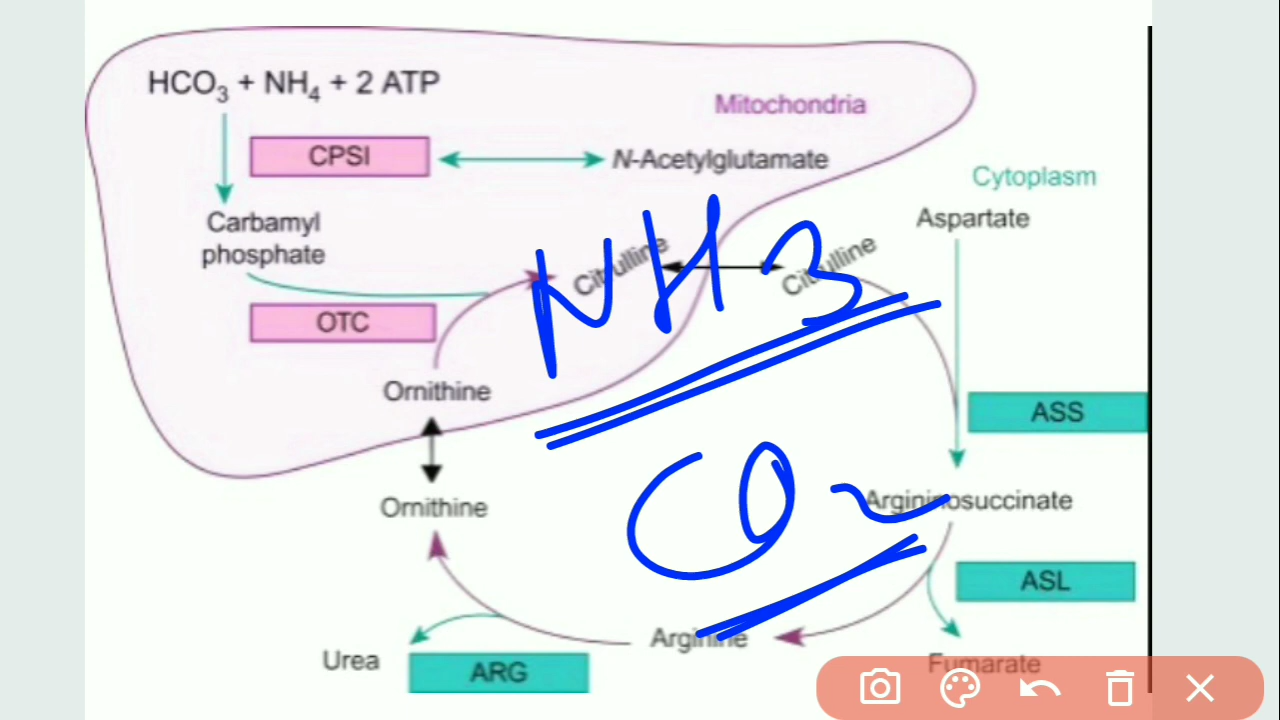 HCO₃ + NH₄ + 2 ATP
Mitochondria
CPSI
N-Acetylglutamate
Cytoplasm
Carbamyl
phosphate
Aspartate
NH3
Citrulline
Citrulline
OTC
Ornithine
ASS
CO2
Ornithine
Argininosuccinate
ASL
Arginine
Urea
ARG
Fumarate